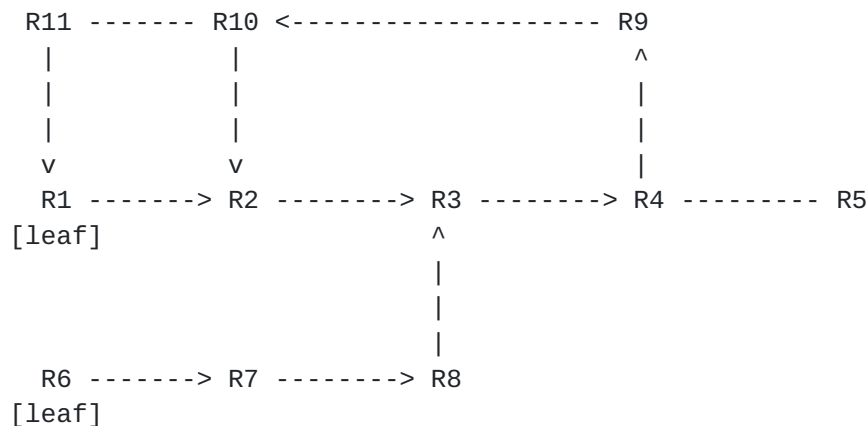 R11 ------- R10 <-------------------- R9
|           |                         ^
|           |                         |
|           |                         |
v           v                         |
R1 -------> R2 --------> R3 --------> R4 --------- R5
[leaf]                   ^
|
|
|
R6 -------> R7 --------> R8
[leaf]